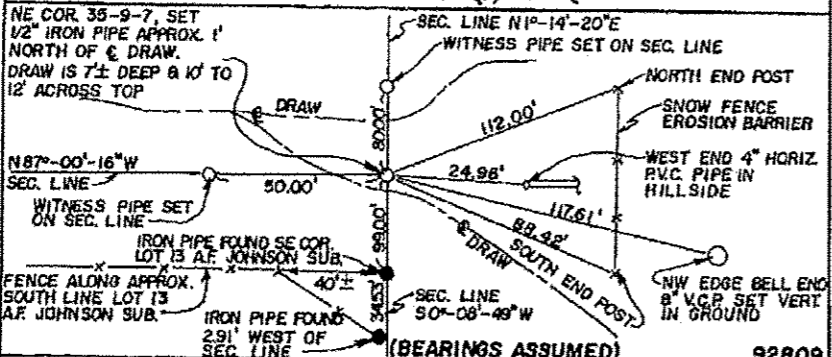 NE COR. 35-9-7, SET
1/2" IRON PIPE APPROX. 1'
NORTH OF ℄ DRAW.
DRAW IS 7'± DEEP & 10' TO
12' ACROSS TOP
SEC. LINE N1°-14'-20"E
WITNESS PIPE SET ON SEC. LINE
NORTH END POST
SNOW FENCE
EROSION BARRIER
℄ DRAW
80.00'
112.00'
24.98'
WEST END 4" HORIZ.
P.V.C. PIPE IN
HILLSIDE
N87°-00'-16"W
SEC. LINE
50.00'
WITNESS PIPE SET
ON SEC. LINE
117.61'
88.42'
99.00'
℄ DRAW
SOUTH END POST
NW EDGE BELL END
8" V.C.P. SET VERT
IN GROUND
IRON PIPE FOUND SE COR.
LOT 13 A.F. JOHNSON SUB.
40'±
FENCE ALONG APPROX.
SOUTH LINE LOT 13
A.F. JOHNSON SUB.
34.53'
SEC. LINE
S0°-08'-49"W
IRON PIPE FOUND
2.91' WEST OF
SEC. LINE
(BEARINGS ASSUMED)
92809